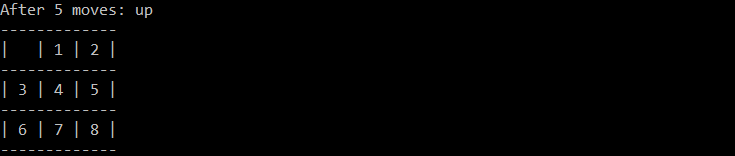 After 5 moves: up
-------------
|   | 1 | 2 |
-------------
| 3 | 4 | 5 |
-------------
| 6 | 7 | 8 |
-------------